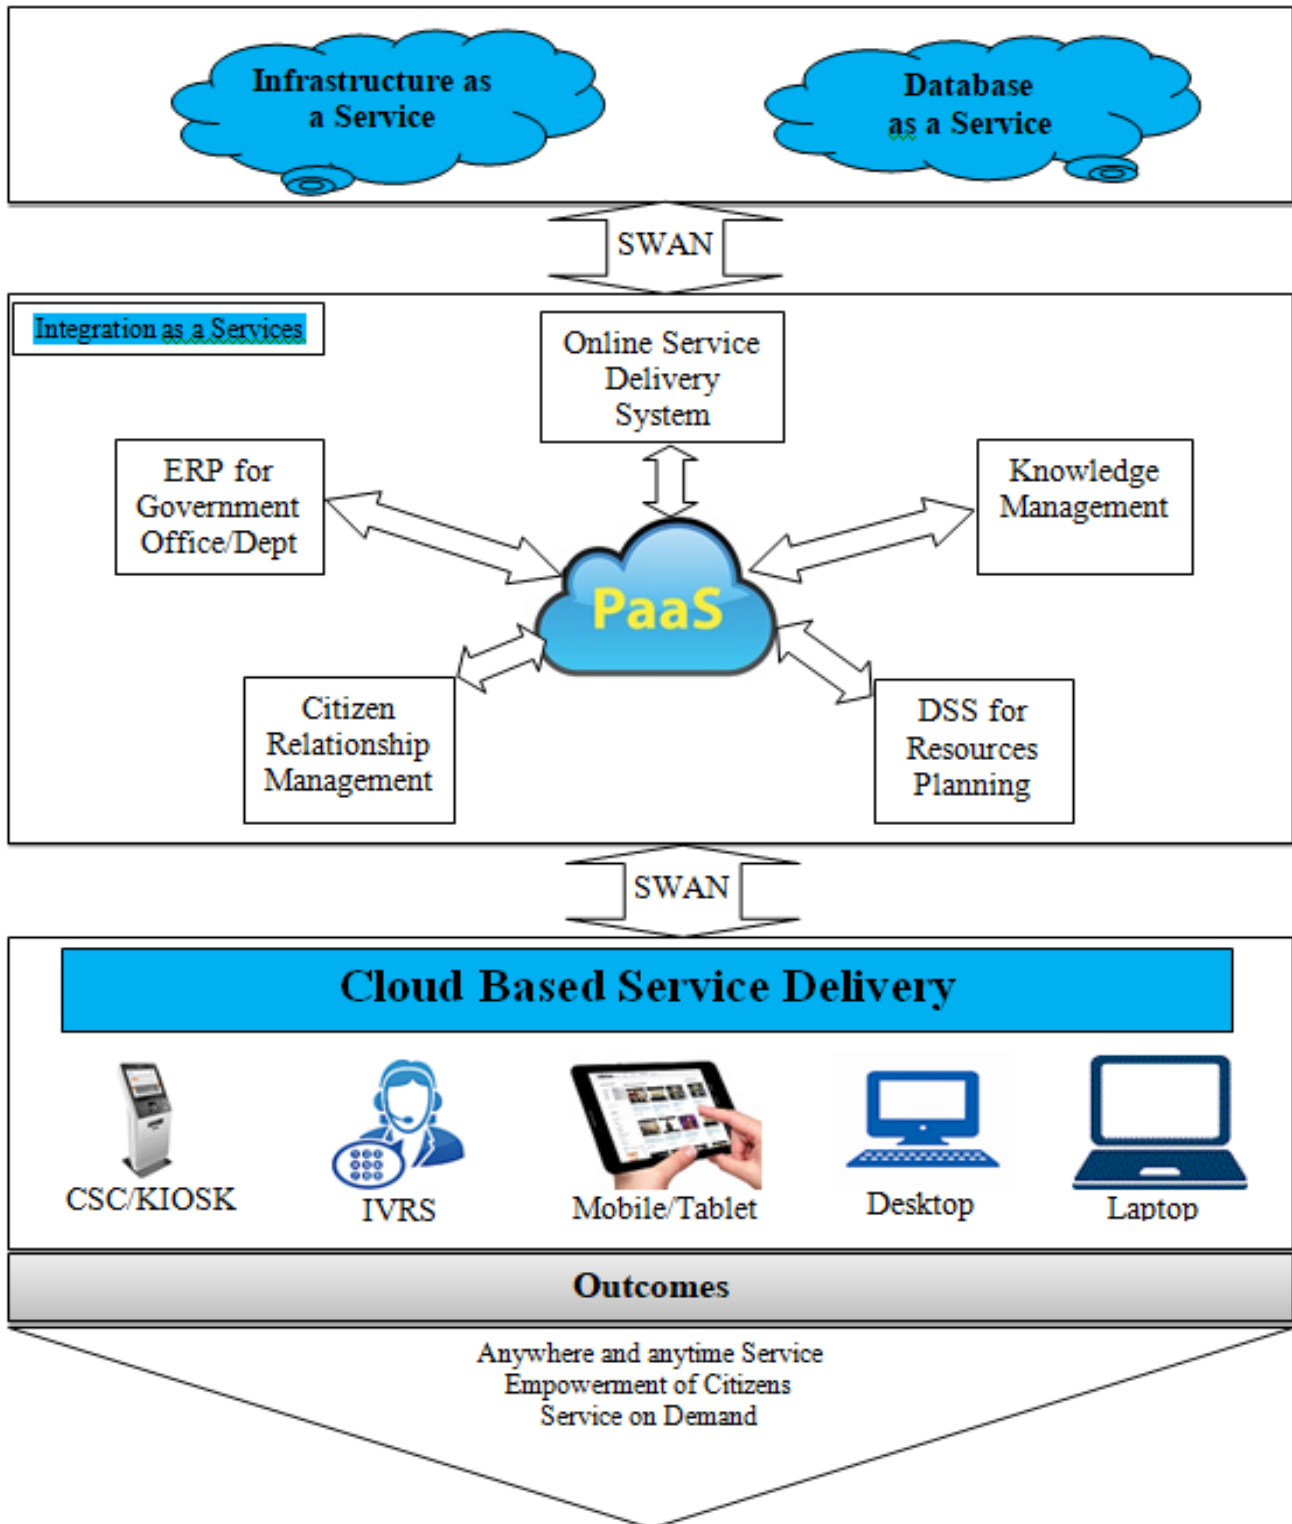 Infrastructure as
a Service
Database
as a Service
SWAN
Integration as a Services
Online Service
Delivery
System
ERP for
Government
Office/Dept
Knowledge
Management
PaaS
Citizen
Relationship
Management
DSS for
Resources
Planning
SWAN
Cloud Based Service Delivery
CSC/KIOSK
IVRS
Mobile/Tablet
Desktop
Laptop
Outcomes
Anywhere and anytime Service
Empowerment of Citizens
Service on Demand